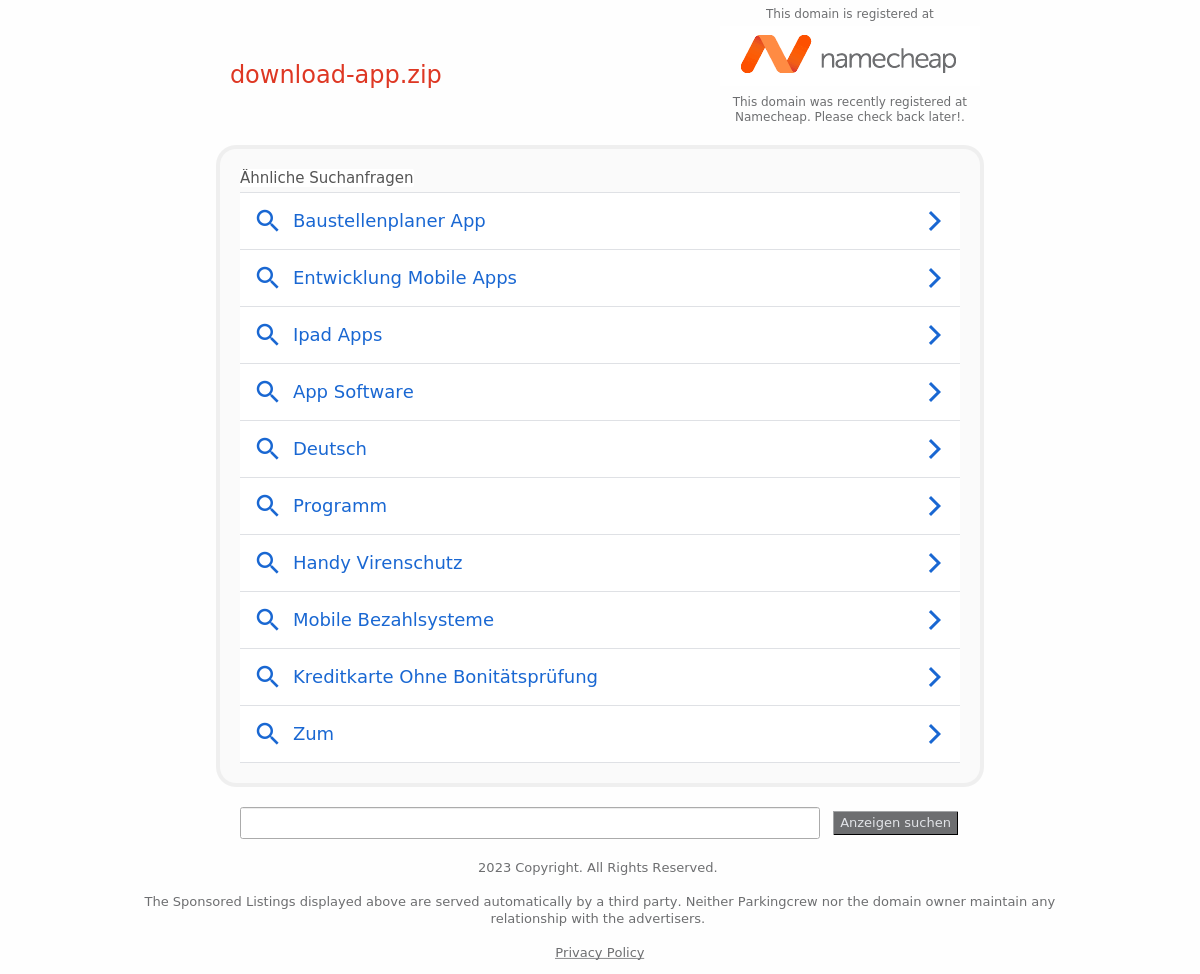 This domain is registered at
namecheap
download-app.zip
This domain was recently registered at
Namecheap. Please check back later!.
Ähnliche Suchanfragen
Baustellenplaner App
Entwicklung Mobile Apps
Ipad Apps
App Software
Deutsch
Programm
Handy Virenschutz
Mobile Bezahlsysteme
Kreditkarte Ohne Bonitätsprüfung
Zum
Anzeigen suchen
2023 Copyright. All Rights Reserved.
The Sponsored Listings displayed above are served automatically by a third party. Neither Parkingcrew nor the domain owner maintain any
relationship with the advertisers.
Privacy Policy